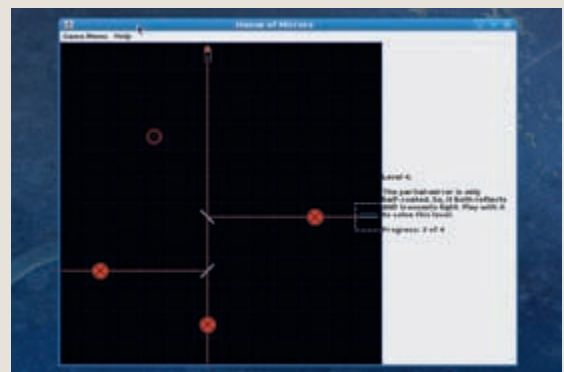 House of Mirrors
Game Menu Help
Level 4:
The partial-mirror is only
half-coated. So, it both reflects
AND transmits light. Play with it
to solve this level!
Progress: 3 of 4